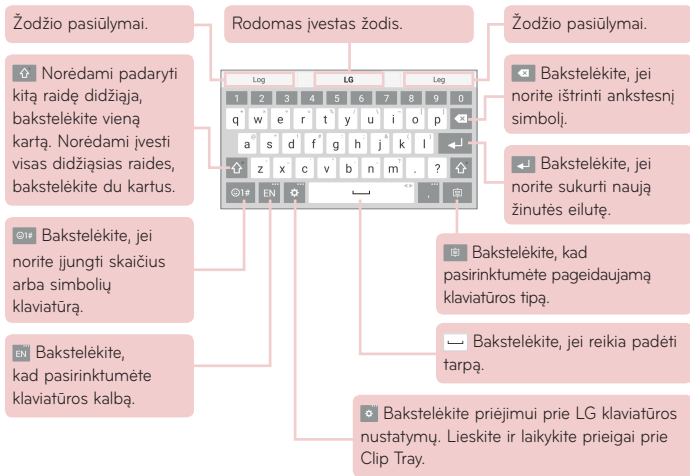 Žodžio pasiūlymai.
Rodomas įvestas žodis.
Žodžio pasiūlymai.
Norėdami padaryti
kitą raidę didžiąja,
bakstelėkite vieną
kartą. Norėdami įvesti
visas didžiąsias raides,
bakstelėkite du kartus.
Log LG Leg
1 2 3 4 5 6 7 8 9 0
q w e r t y u i o p
a s d f g h j k l
z x c v b n m . ?
☺1# EN ,
Bakstelėkite, jei
norite ištrinti ankstesnį
simbolį.
Bakstelėkite, jei
norite sukurti naują
žinutės eilutę.
☺1# Bakstelėkite, jei
norite įjungti skaičius
arba simbolių
klaviatūrą.
Bakstelėkite, kad
pasirinktumėte pageidaujamą
klaviatūros tipą.
EN Bakstelėkite,
kad pasirinktumėte
klaviatūros kalbą.
Bakstelėkite, jei reikia padėti
tarpą.
Bakstelėkite priėjimui prie LG klaviatūros
nustatymų. Lieskite ir laikykite prieigai prie
Clip Tray.